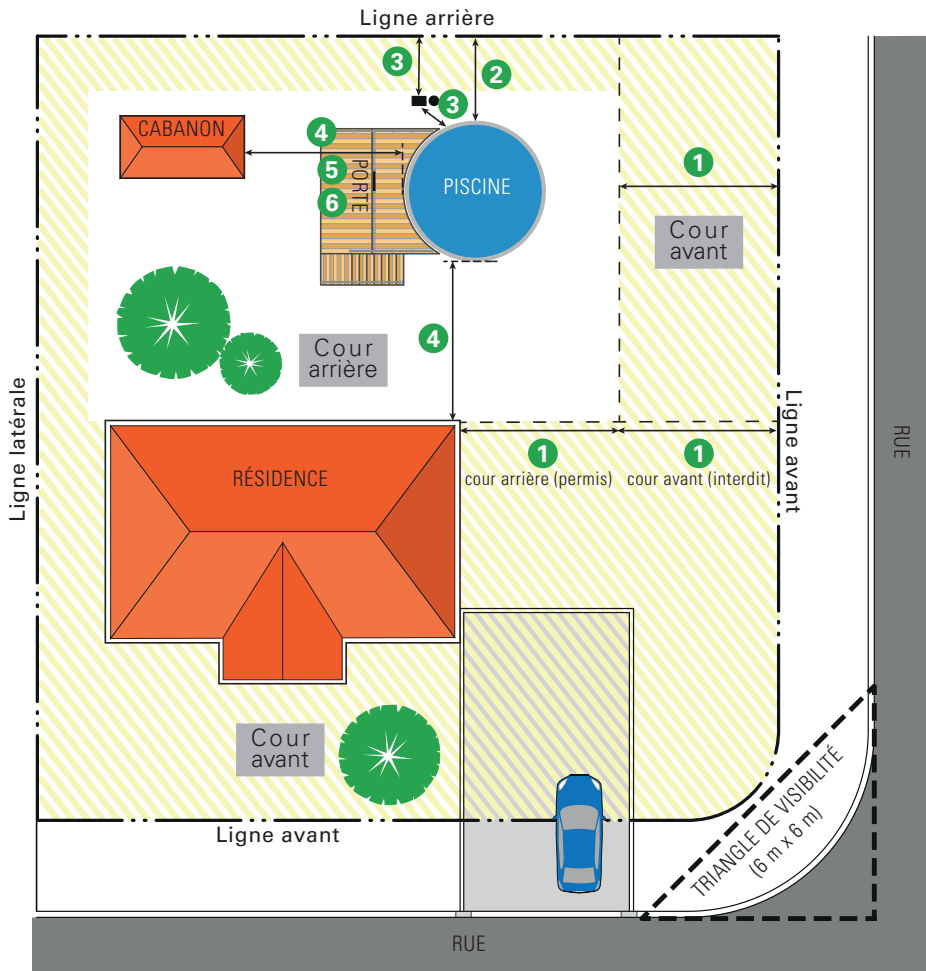 Ligne arrière
3
2
3
CABANON
4
1
5
PORTE
6
PISCINE
Cour
avant
4
Cour
arrière
Ligne latérale
Ligne avant
RUE
1
1
cour arrière (permis)
cour avant (interdit)
RÉSIDENCE
Cour
avant
Ligne avant
TRIANGLE DE VISIBILITÉ
(6 m x 6 m)
RUE